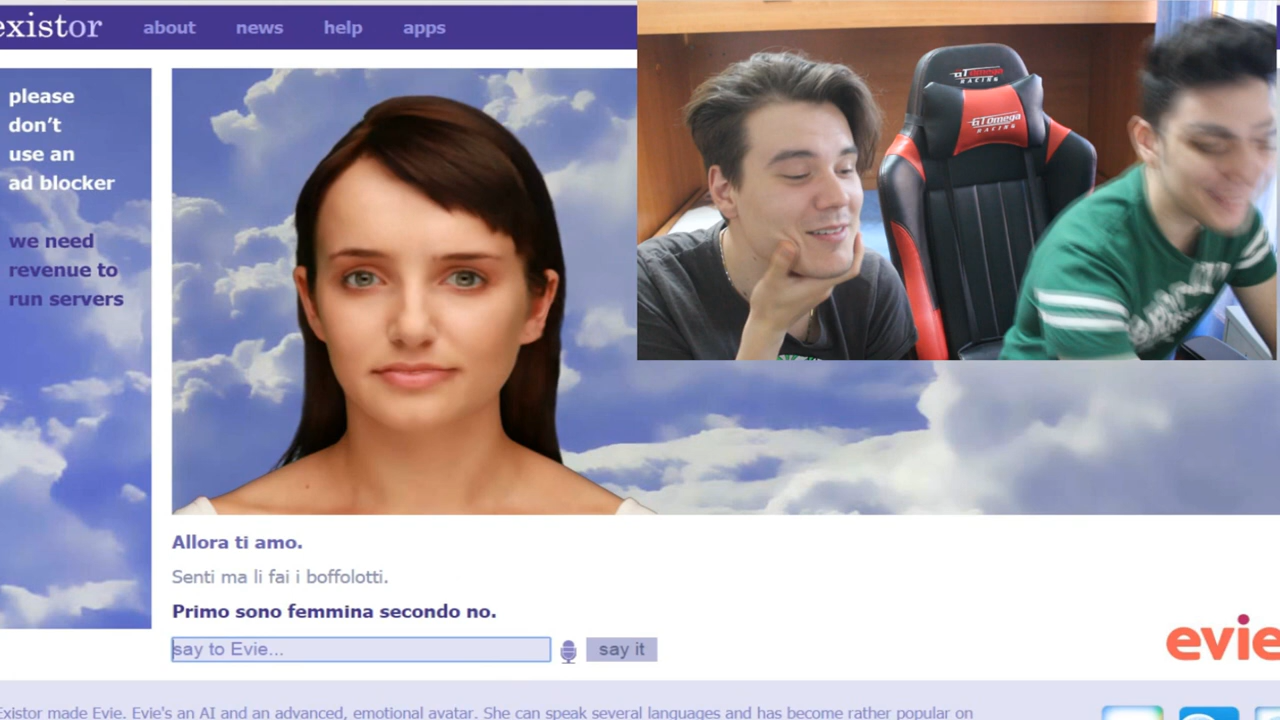 existor about news help apps
please
don't
use an
ad blocker
we need
revenue to
run servers
GTOmega
RACING
GTOmega
RACING
Allora ti amo.
Senti ma li fai i boffolotti.
Primo sono femmina secondo no.
say to Evie... say it
evie
Existor made Evie. Evie's an AI and an advanced, emotional avatar. She can speak several languages and has become rather popular on